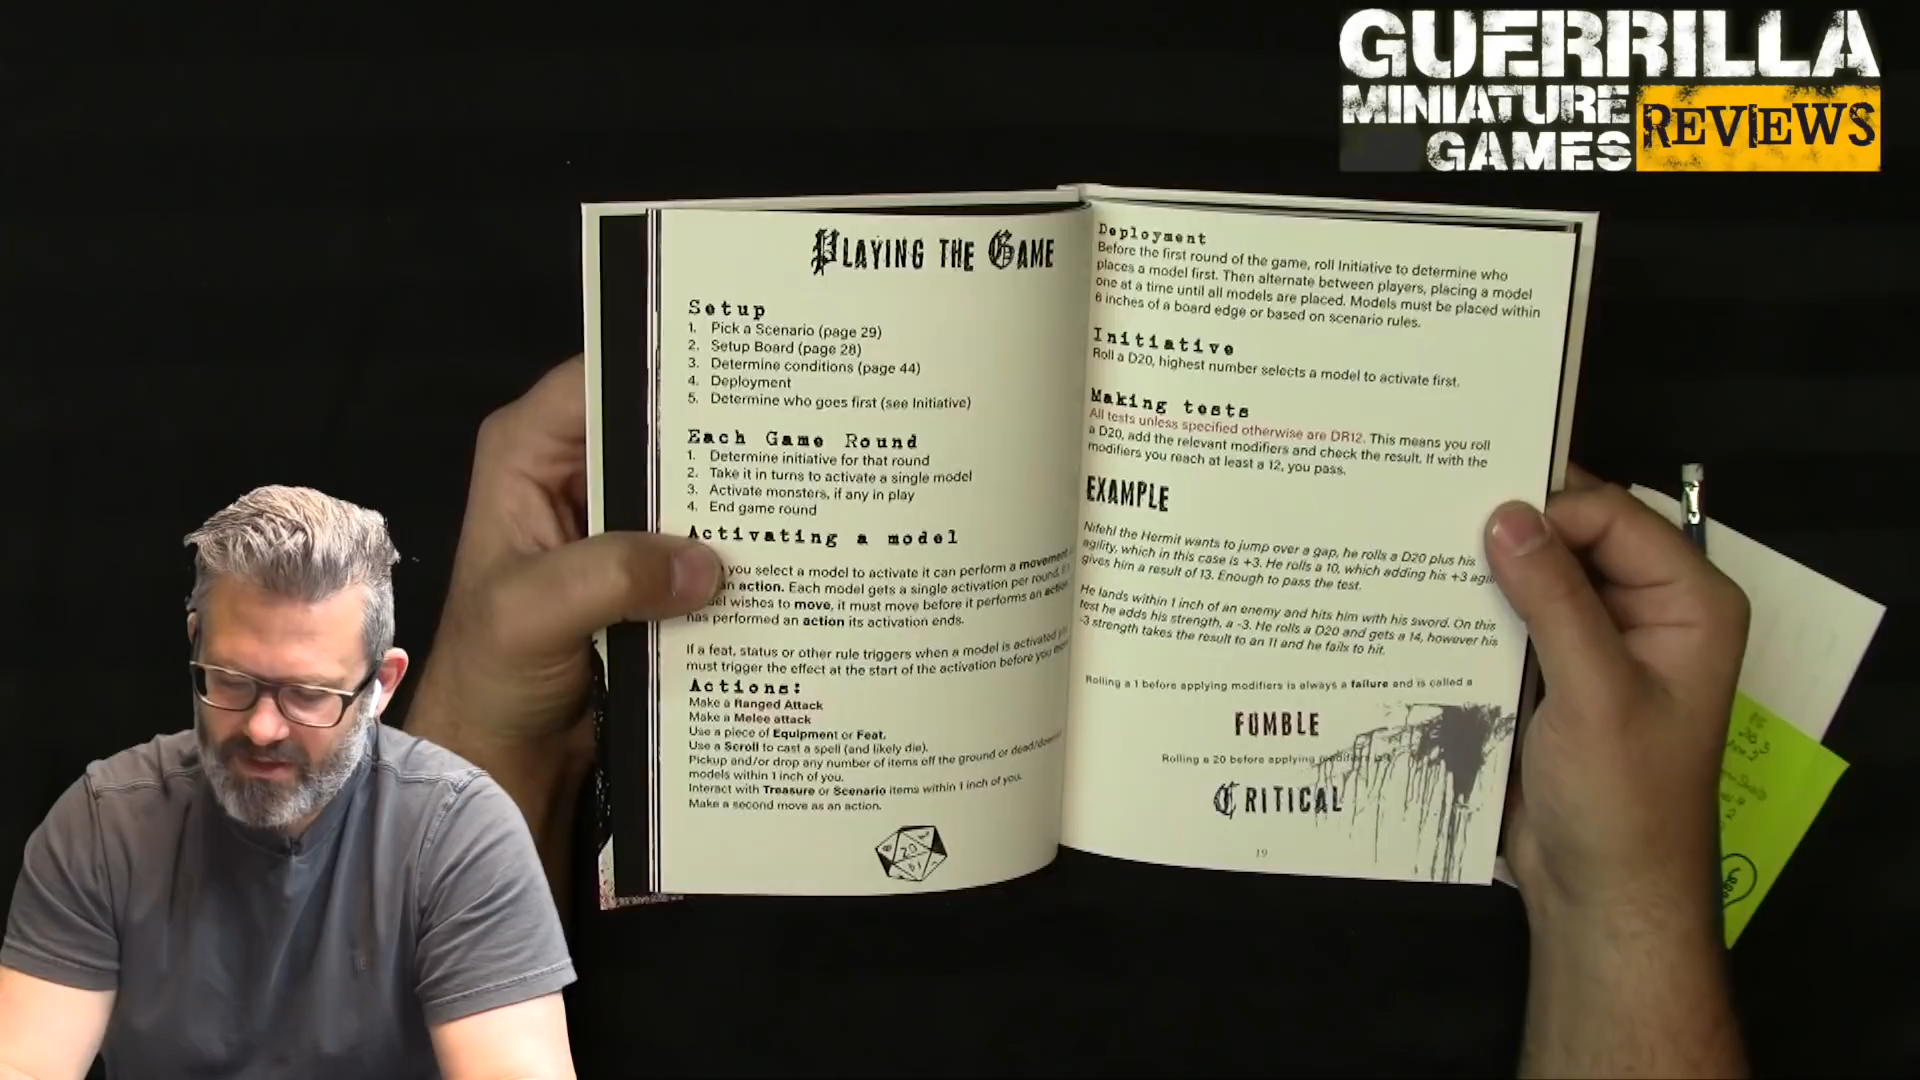 GUERRILLA
MINIATURE
GAMES REVIEWS
PLAYING THE GAME
Setup
1. Pick a Scenario (page 29)
2. Setup Board (page 28)
3. Determine conditions (page 44)
4. Deployment
5. Determine who goes first (see Initiative)
Each Game Round
1. Determine initiative for that round
2. Take it in turns to activate a single model
3. Activate monsters, if any in play
4. End game round
Activating a model
you select a model to activate it can perform a movement
an action. Each model gets a single activation per round,
wishes to move, it must move before it performs an action
has performed an action its activation ends.
If a feat, status or other rule triggers when a model is activated
must trigger the effect at the start of the activation before you
Actions:
Make a Ranged Attack
Make a Melee attack
Use a piece of Equipment or Feat.
Use a Scroll to cast a spell (and likely die).
Pickup and/or drop any number of items off the ground or dead/downed
models within 1 inch of you.
Interact with Treasure or Scenario items within 1 inch of you.
Make a second move as an action.
20
Deployment
Before the first round of the game, roll Initiative to determine who
places a model first. Then alternate between players, placing a model
one at a time until all models are placed. Models must be placed within
6 inches of a board edge or based on scenario rules.
Initiative
Roll a D20, highest number selects a model to activate first.
Making tests
All tests unless specified otherwise are DR12. This means you roll
a D20, add the relevant modifiers and check the result. If with the
modifiers you reach at least a 12, you pass.
EXAMPLE
Nifehl the Hermit wants to jump over a gap, he rolls a D20 plus his
agility, which in this case is +3. He rolls a 10, which adding his +3 agil
gives him a result of 13. Enough to pass the test.
He lands within 1 inch of an enemy and hits him with his sword. On this
test he adds his strength, a -3. He rolls a D20 and gets a 14, however his
-3 strength takes the result to an 11 and he fails to hit.
Rolling a 1 before applying modifiers is always a failure and is called a
FUMBLE
Rolling a 20 before applying modifiers is a
CRITICAL
19